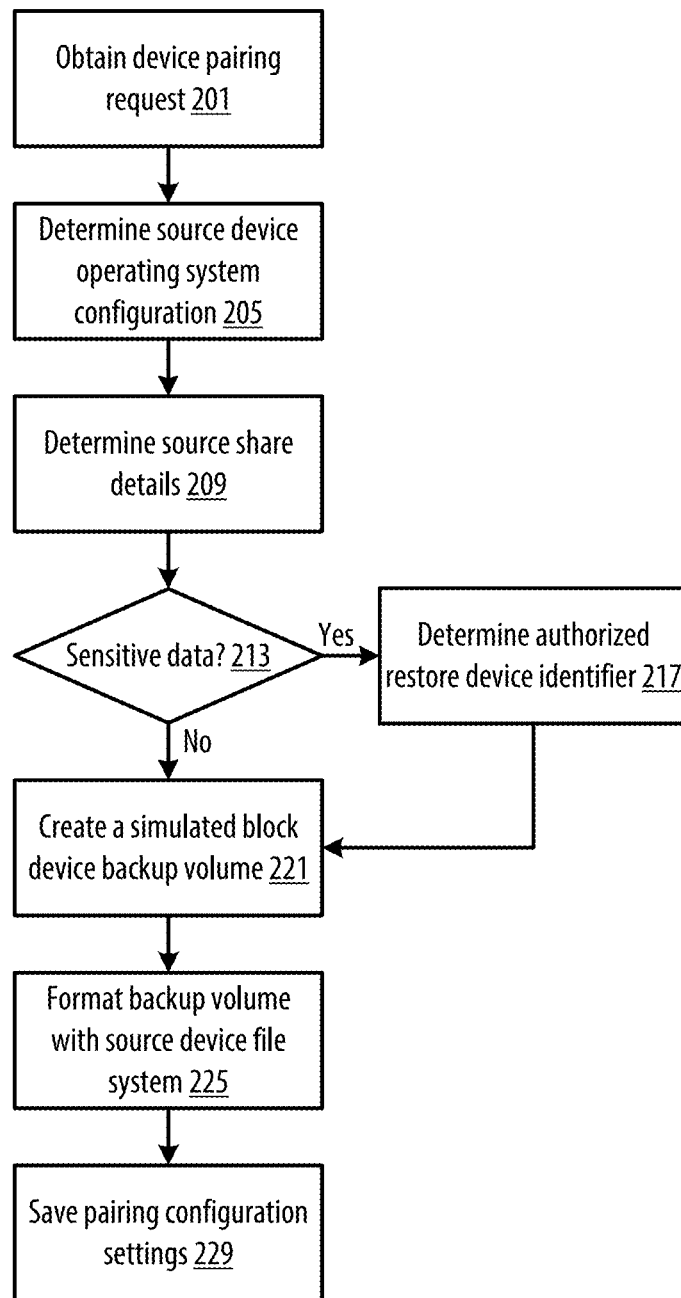 Obtain device pairing
request 201
Determine source device
operating system
configuration 205
Determine source share
details 209
Sensitive data? 213
Yes
Determine authorized
restore device identifier 217
No
Create a simulated block
device backup volume 221
Format backup volume
with source device file
system 225
Save pairing configuration
settings 229